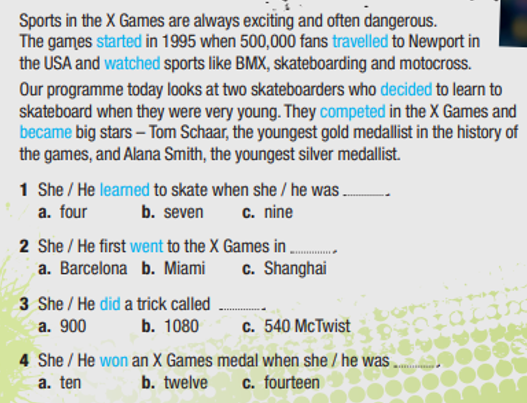 Sports in the X Games are always exciting and often dangerous.
The games started in 1995 when 500,000 fans travelled to Newport in
the USA and watched sports like BMX, skateboarding and motocross.
Our programme today looks at two skateboarders who decided to learn to
skateboard when they were very young. They competed in the X Games and
became big stars – Tom Schaar, the youngest gold medallist in the history of
the games, and Alana Smith, the youngest silver medallist.
1 She / He learned to skate when she / he was ............ .
a. four b. seven c. nine
2 She / He first went to the X Games in ............ .
a. Barcelona b. Miami c. Shanghai
3 She / He did a trick called ............ .
a. 900 b. 1080 c. 540 McTwist
4 She / He won an X Games medal when she / he was ............ .
a. ten b. twelve c. fourteen